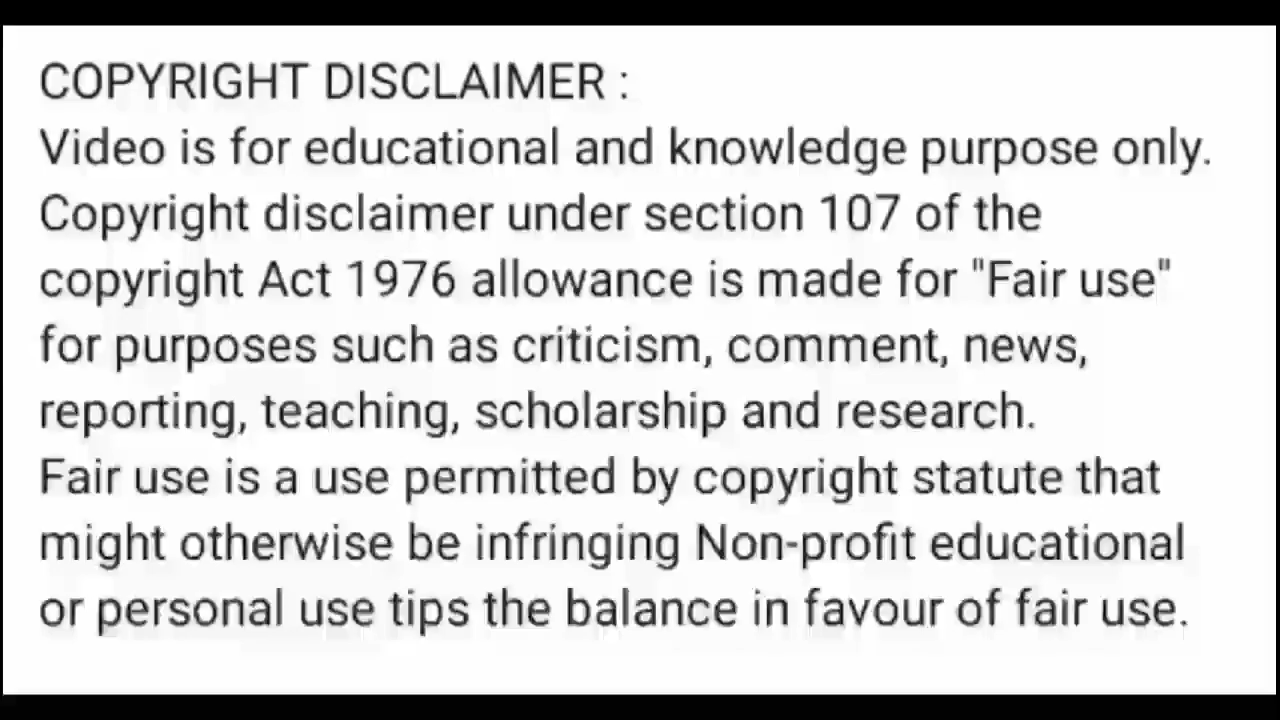 COPYRIGHT DISCLAIMER :
Video is for educational and knowledge purpose only.
Copyright disclaimer under section 107 of the
copyright Act 1976 allowance is made for "Fair use"
for purposes such as criticism, comment, news,
reporting, teaching, scholarship and research.
Fair use is a use permitted by copyright statute that
might otherwise be infringing Non-profit educational
or personal use tips the balance in favour of fair use.